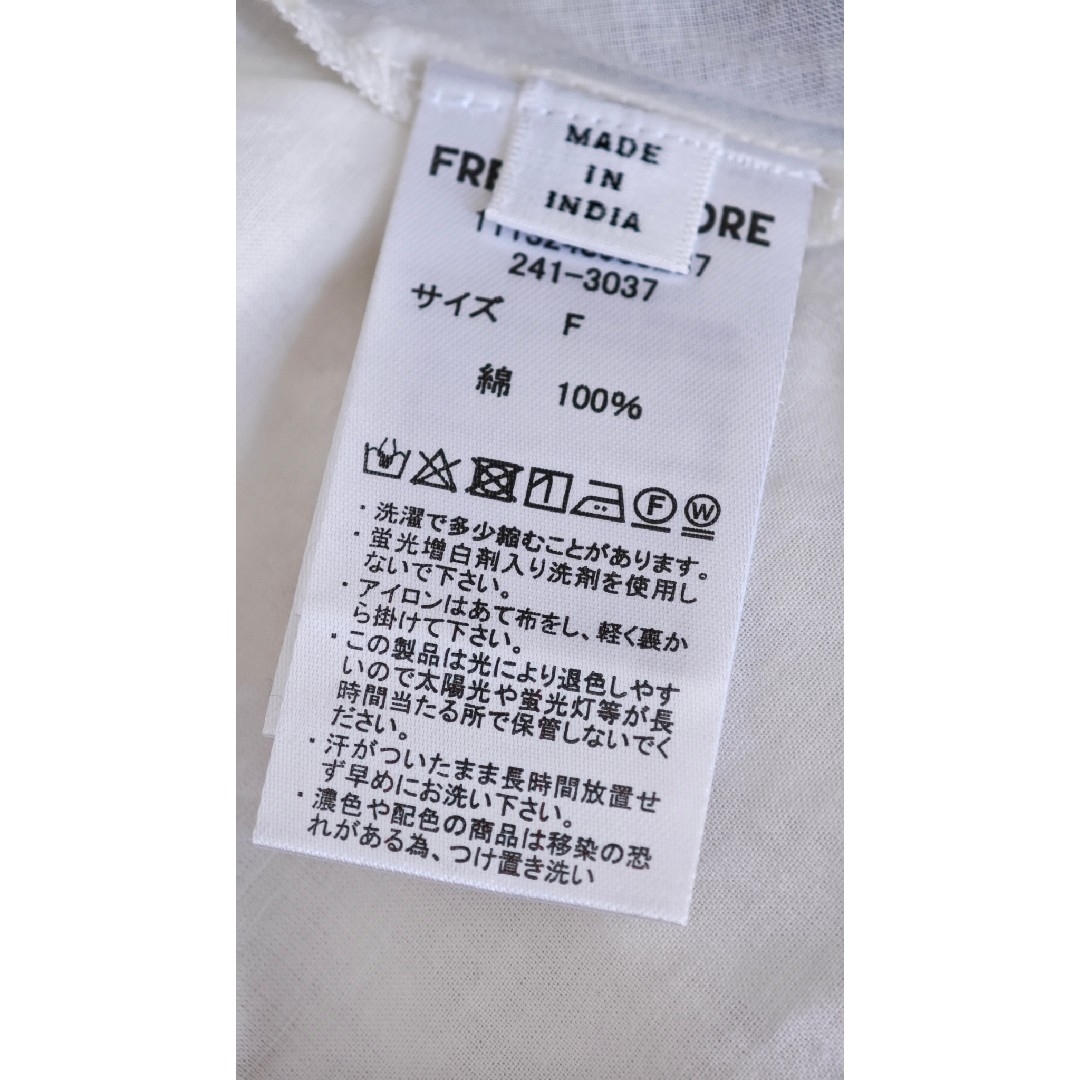 MADE
IN
INDIA
241-3037
サイズ F
綿 100%
F W
・洗濯で多少縮むことがあります。
・蛍光増白剤入り洗剤を使用し
ないで下さい。
・アイロンはあて布をし、軽く裏か
ら掛けて下さい。
・この製品は光により退色しやす
いので太陽光や蛍光灯等が長
時間当たる所で保管しないでく
ださい。
・汗がついたまま長時間放置せ
ず早めにお洗い下さい。
・濃色や配色の商品は移染の恐
れがある為、つけ置き洗い